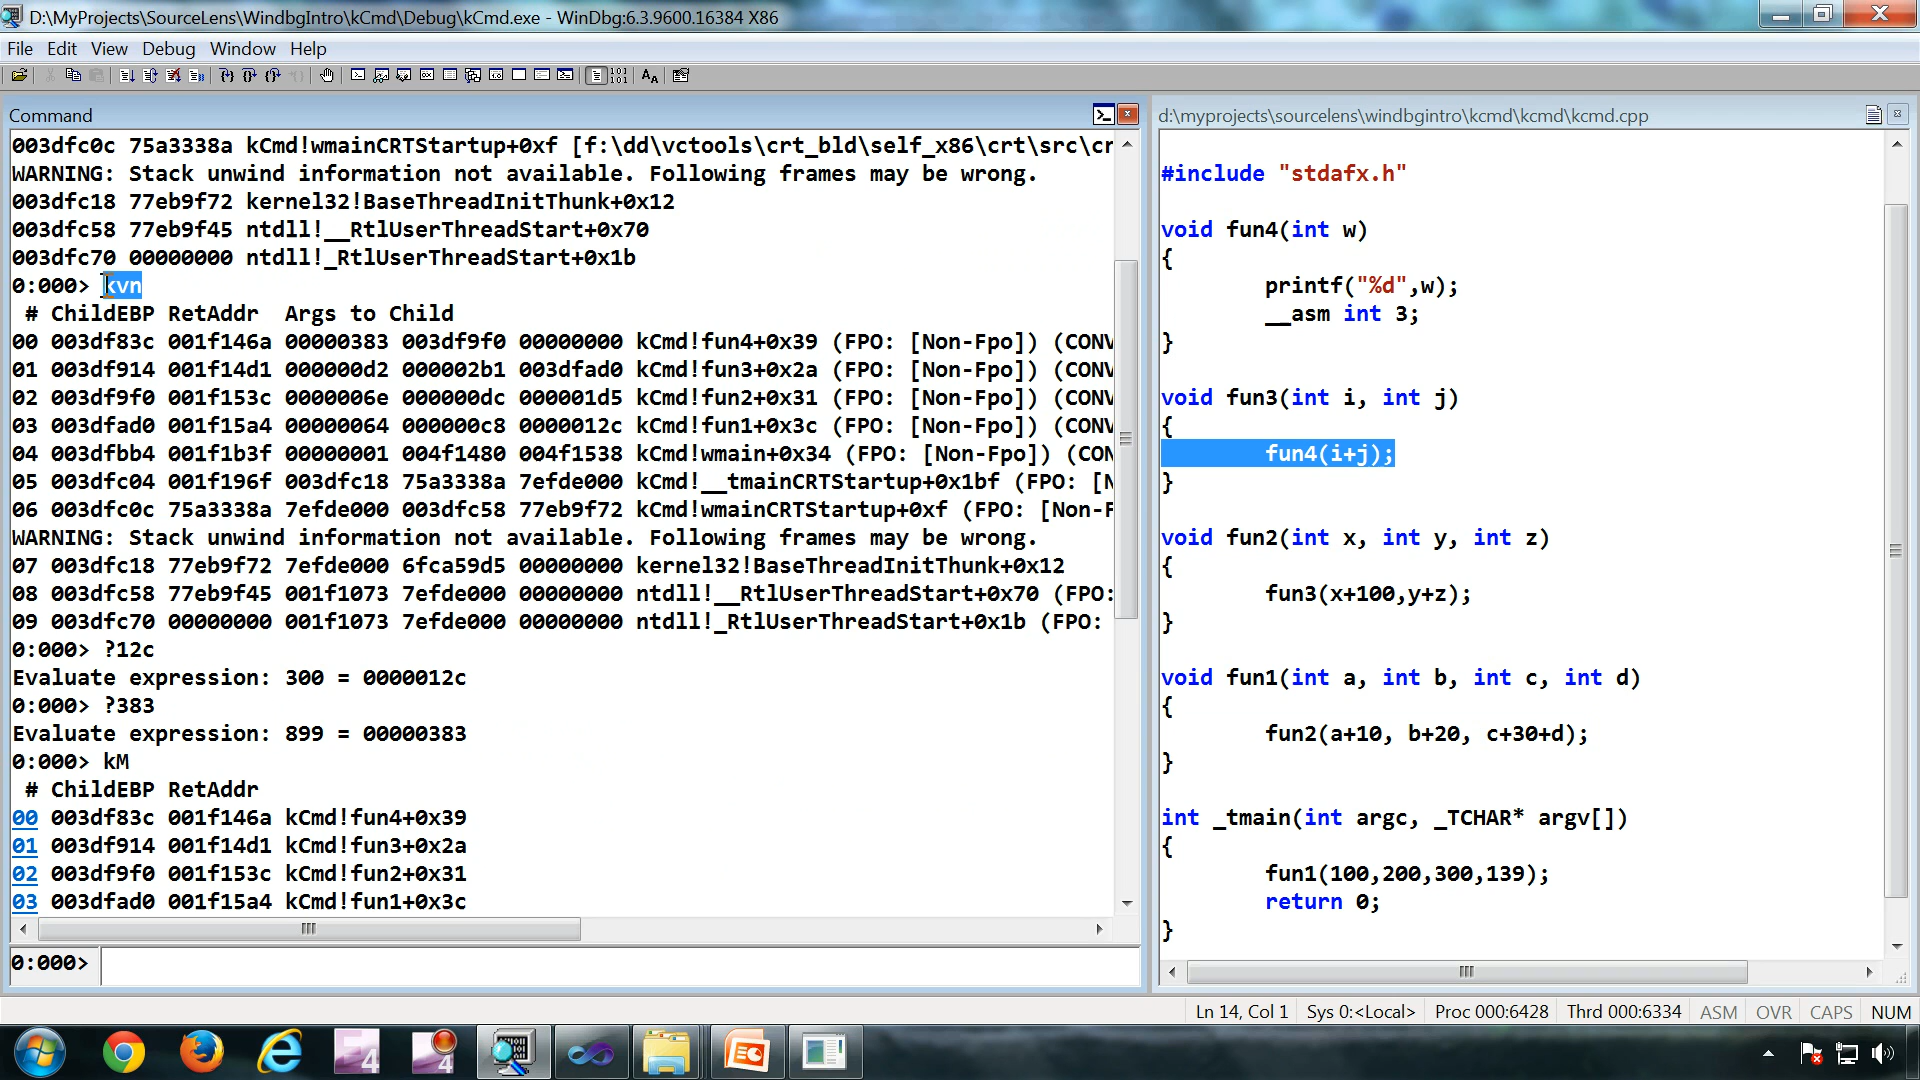 D:\MyProjects\SourceLens\WindbgIntro\kCmd\Debug\kCmd.exe - WinDbg:6.3.9600.16384 X86
File Edit View Debug Window Help
Command
003dfc0c 75a3338a kCmd!wmainCRTStartup+0xf [f:\dd\vctools\crt_bld\self_x86\crt\src\cr
WARNING: Stack unwind information not available. Following frames may be wrong.
003dfc18 77eb9f72 kernel32!BaseThreadInitThunk+0x12
003dfc58 77eb9f45 ntdll!__RtlUserThreadStart+0x70
003dfc70 00000000 ntdll!_RtlUserThreadStart+0x1b
0:000> kvn
# ChildEBP RetAddr  Args to Child
00 003df83c 001f146a 00000383 003df9f0 00000000 kCmd!fun4+0x39 (FPO: [Non-Fpo]) (CONV
01 003df914 001f14d1 000000d2 000002b1 003dfad0 kCmd!fun3+0x2a (FPO: [Non-Fpo]) (CONV
02 003df9f0 001f153c 0000006e 000000dc 000001d5 kCmd!fun2+0x31 (FPO: [Non-Fpo]) (CONV
03 003dfad0 001f15a4 00000064 000000c8 0000012c kCmd!fun1+0x3c (FPO: [Non-Fpo]) (CONV
04 003dfbb4 001f1b3f 00000001 004f1480 004f1538 kCmd!wmain+0x34 (FPO: [Non-Fpo]) (CON
05 003dfc04 001f196f 003dfc18 75a3338a 7efde000 kCmd!__tmainCRTStartup+0x1bf (FPO: [N
06 003dfc0c 75a3338a 7efde000 003dfc58 77eb9f72 kCmd!wmainCRTStartup+0xf (FPO: [Non-F
WARNING: Stack unwind information not available. Following frames may be wrong.
07 003dfc18 77eb9f72 7efde000 6fca59d5 00000000 kernel32!BaseThreadInitThunk+0x12
08 003dfc58 77eb9f45 001f1073 7efde000 00000000 ntdll!__RtlUserThreadStart+0x70 (FPO:
09 003dfc70 00000000 001f1073 7efde000 00000000 ntdll!_RtlUserThreadStart+0x1b (FPO:
0:000> ?12c
Evaluate expression: 300 = 0000012c
0:000> ?383
Evaluate expression: 899 = 00000383
0:000> kM
# ChildEBP RetAddr
00 003df83c 001f146a kCmd!fun4+0x39
01 003df914 001f14d1 kCmd!fun3+0x2a
02 003df9f0 001f153c kCmd!fun2+0x31
03 003dfad0 001f15a4 kCmd!fun1+0x3c
0:000>
d:\myprojects\sourcelens\windbgintro\kcmd\kcmd\kcmd.cpp
#include "stdafx.h"
void fun4(int w)
{
printf("%d",w);
__asm int 3;
}
void fun3(int i, int j)
{
fun4(i+j);
}
void fun2(int x, int y, int z)
{
fun3(x+100,y+z);
}
void fun1(int a, int b, int c, int d)
{
fun2(a+10, b+20, c+30+d);
}
int _tmain(int argc, _TCHAR* argv[])
{
fun1(100,200,300,139);
return 0;
}
Ln 14, Col 1 Sys 0:<Local> Proc 000:6428 Thrd 000:6334 ASM OVR CAPS NUM